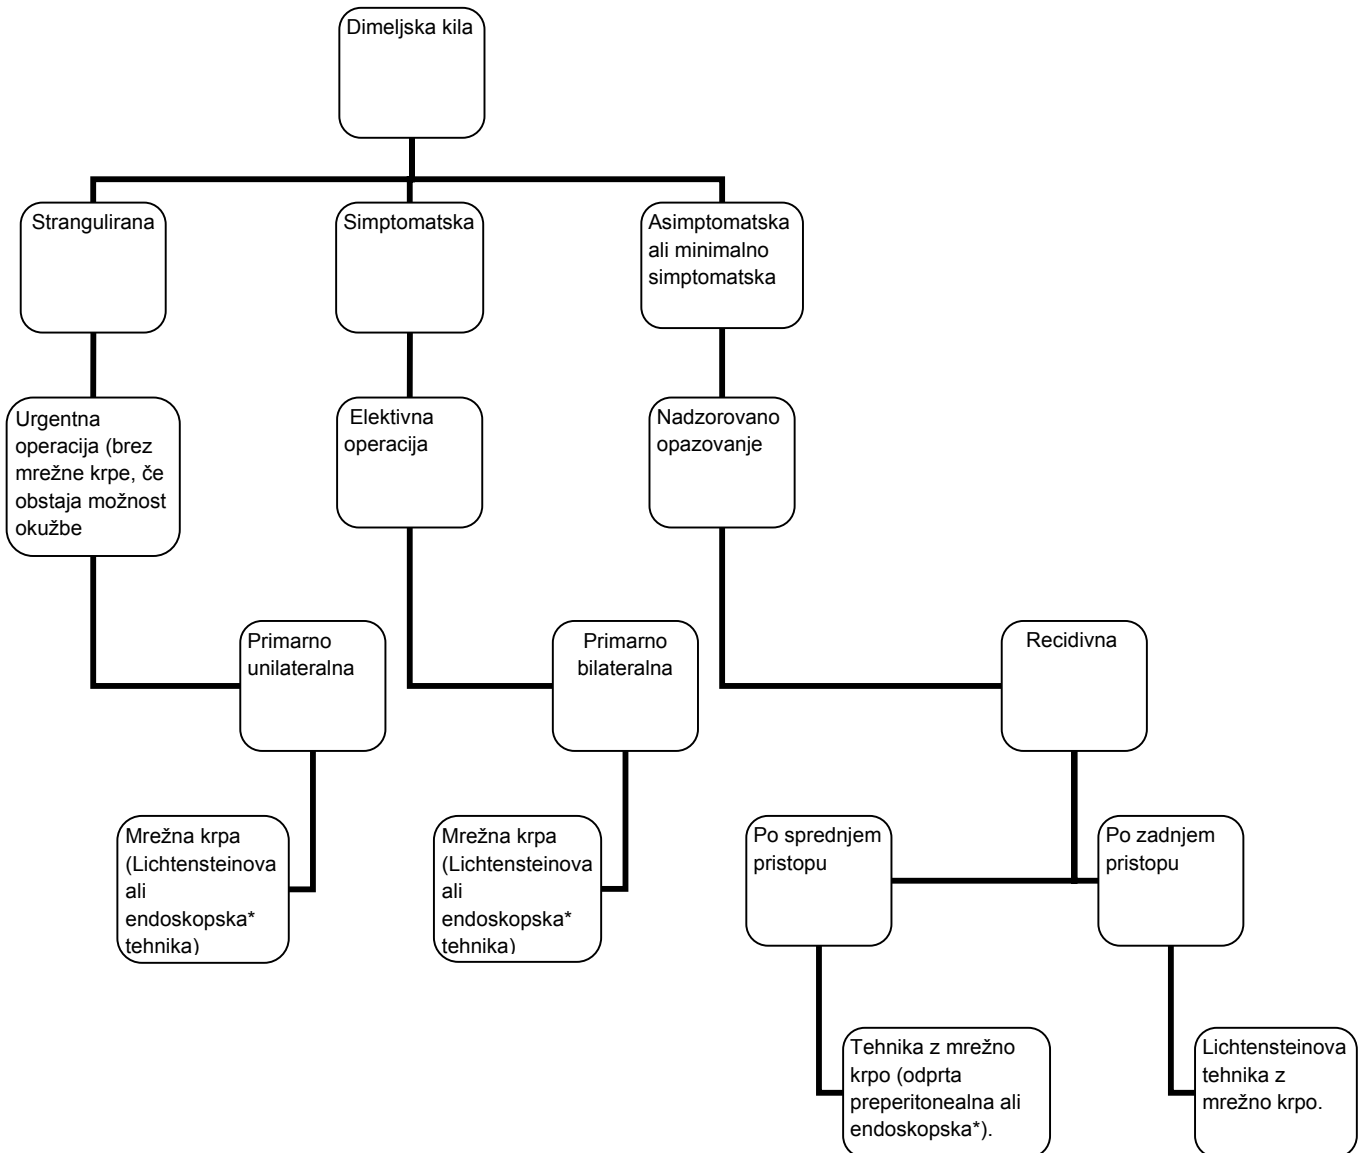 Dimeljska kila
Strangulirana
Simptomatska
Asimptomatska
ali minimalno
simptomatska
Urgentna
operacija (brez
mrežne krpe, če
obstaja možnost
okužbe
Elektivna
operacija
Nadzorovano
opazovanje
Primarno
unilateralna
Primarno
bilateralna
Recidivna
Mrežna krpa
(Lichtensteinova
ali
endoskopska*
tehnika)
Mrežna krpa
(Lichtensteinova
ali
endoskopska*
tehnika)
Po sprednjem
pristopu
Po zadnjem
pristopu
Tehnika z mrežno
krpo (odprta
preperitonealna ali
endoskopska*).
Lichtensteinova
tehnika z
mrežno krpo.